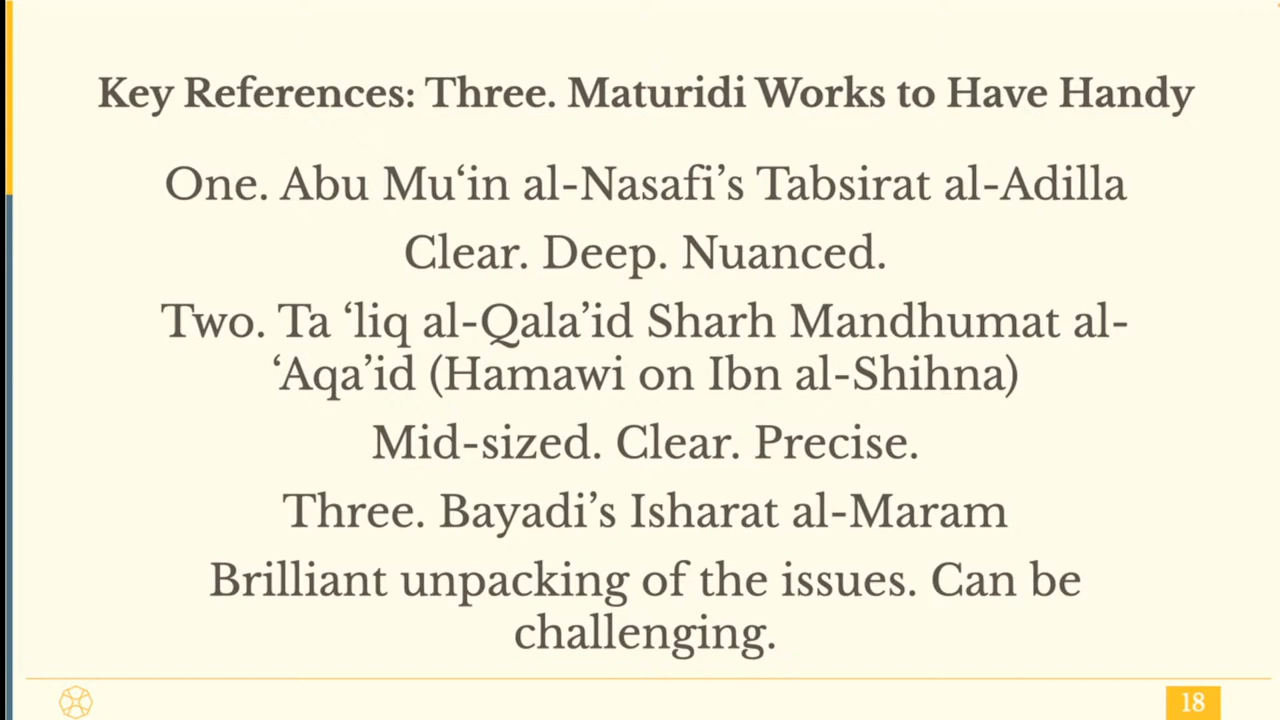 Key References: Three. Maturidi Works to Have Handy
One. Abu Mu‘in al-Nasafi’s Tabsirat al-Adilla
Clear. Deep. Nuanced.
Two. Ta ‘liq al-Qala’id Sharh Mandhumat al-
‘Aqa’id (Hamawi on Ibn al-Shihna)
Mid-sized. Clear. Precise.
Three. Bayadi’s Isharat al-Maram
Brilliant unpacking of the issues. Can be
challenging.
18